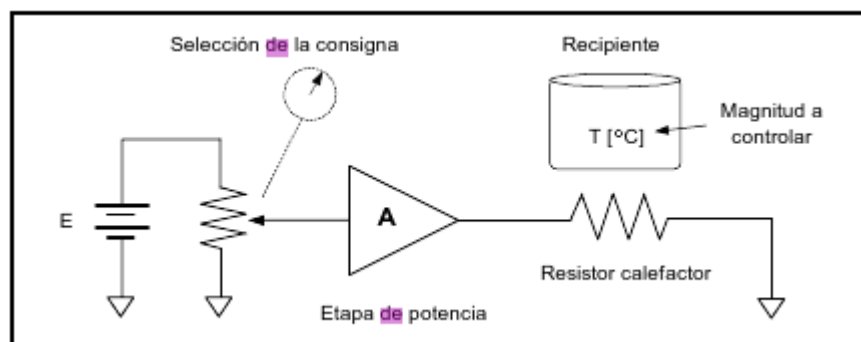 Selección de la consigna
Recipiente
T [°C]
Magnitud a
controlar
E
A
Resistor calefactor
Etapa de potencia